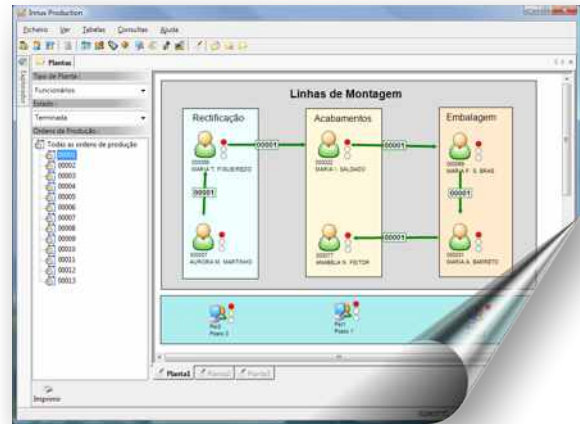 Innux Production
Ficheiro Ver Tabelas Consultas Ajuda
Plantas
Explorador
Tipo de Planta:
Funcionários
Estado:
Terminada
Ordens de Produção:
Todas as ordens de produção
00001
00002
00003
00004
00005
00006
00007
00008
00009
00010
00011
00012
00013
Linhas de Montagem
Rectificação
Acabamentos
Embalagem
00001
00001
MARIA T. FIGUEIREDO
MARIA I. SALGADO
MARIA P. S. BRAS
00001
00001
00001
AURORA M. MARTINHO
ANABELA N. FEITOR
MARIA A. BARRETO
Posto 1
Planta1 Planta2 Planta3
Imprimir